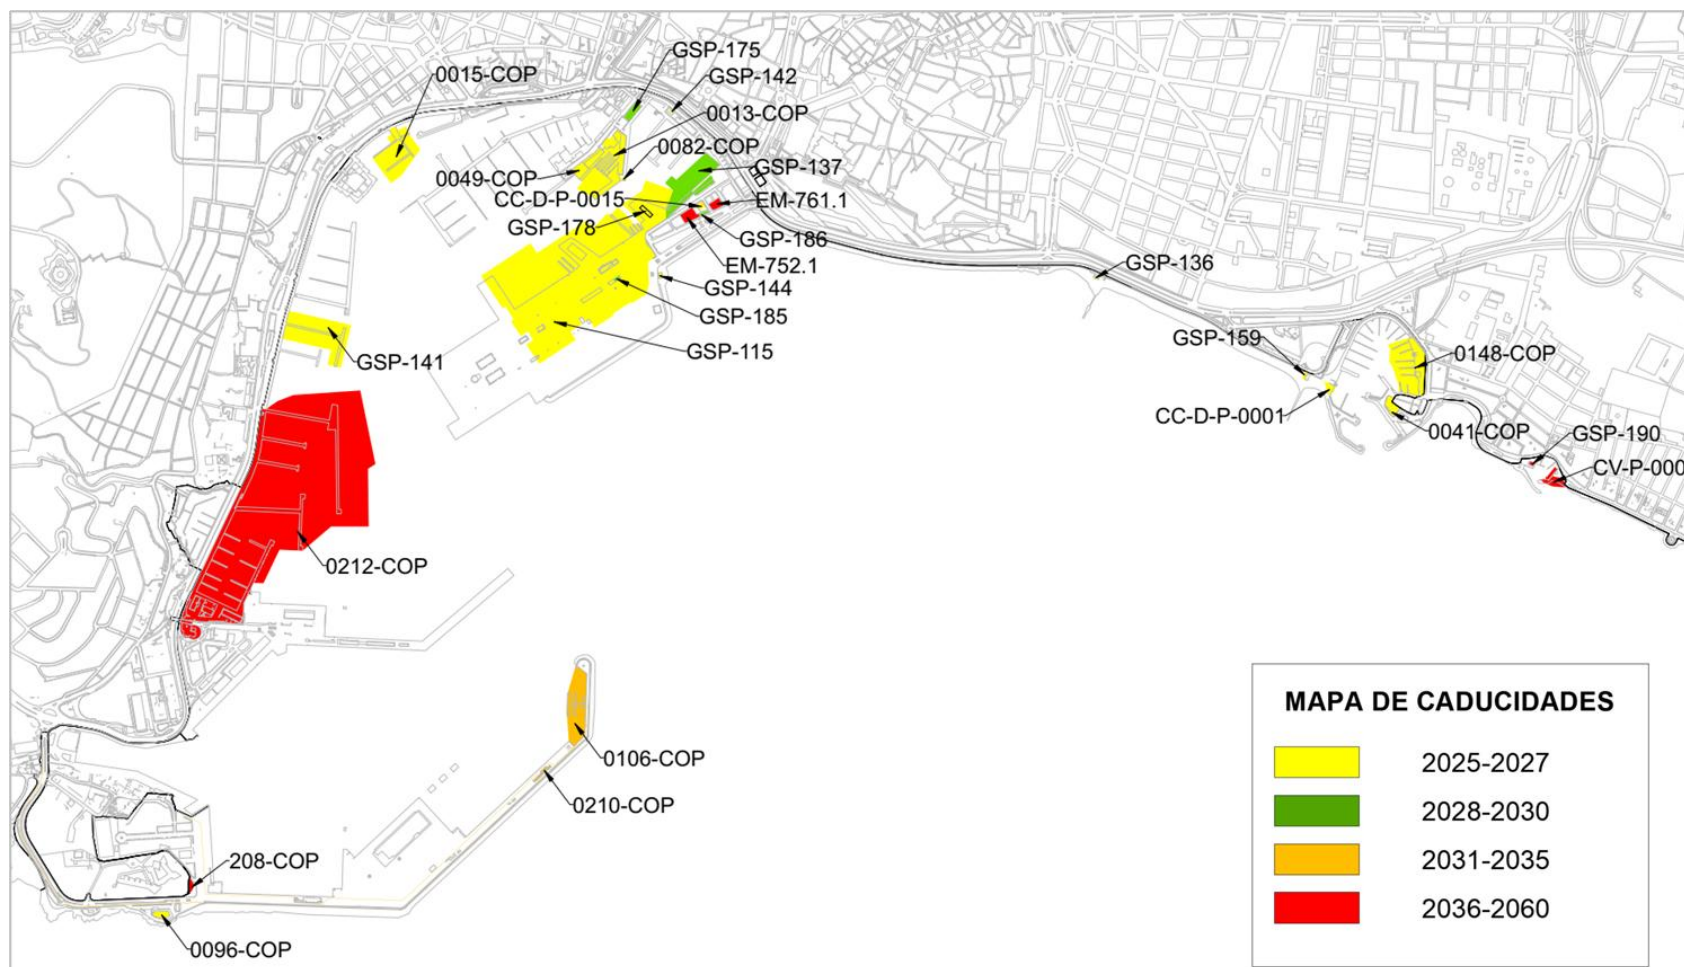 GSP-175
0015-COP
GSP-142
0013-COP
0082-COP
0049-COP
GSP-137
CC-D-P-0015
EM-761.1
GSP-178
GSP-186
EM-752.1
GSP-136
GSP-144
GSP-185
GSP-115
GSP-141
GSP-159
0148-COP
CC-D-P-0001
0041-COP
GSP-190
CV-P-000
0212-COP
0106-COP
0210-COP
208-COP
0096-COP
MAPA DE CADUCIDADES
2025-2027
2028-2030
2031-2035
2036-2060